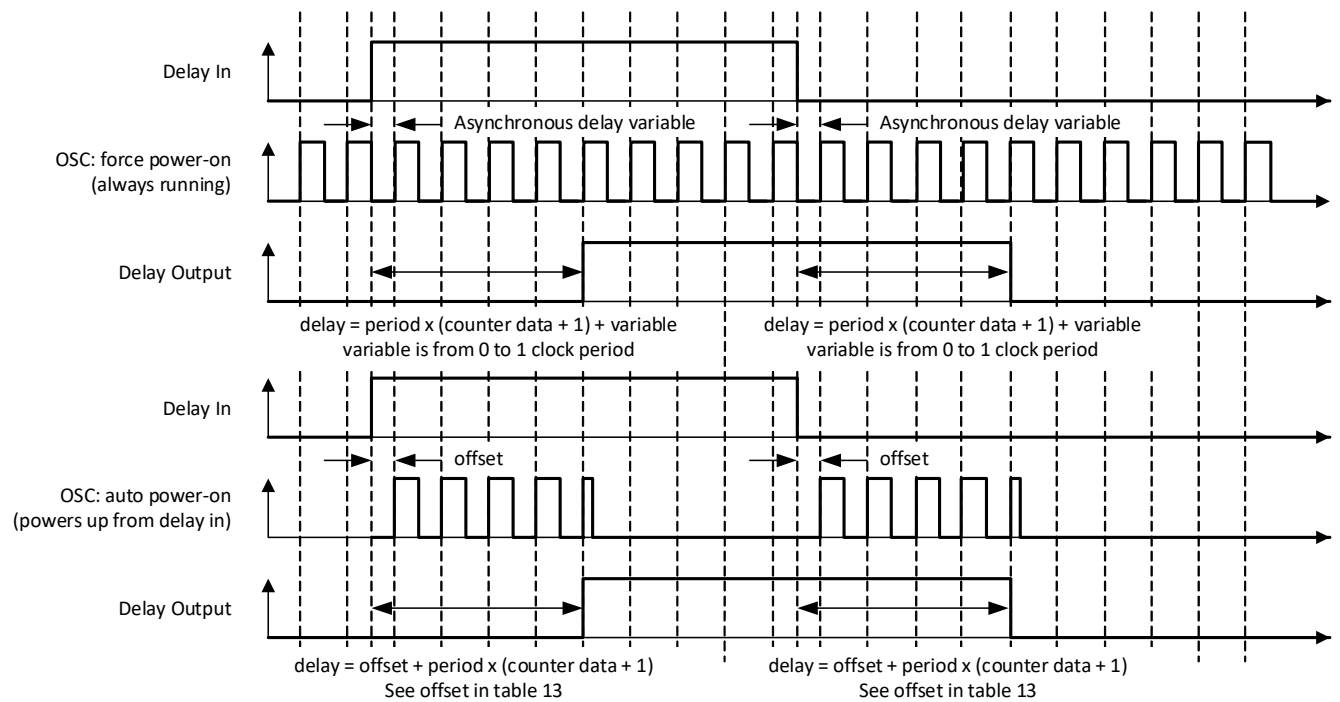 Delay In
Asynchronous delay variable
Asynchronous delay variable
OSC: force power-on
(always running)
Delay Output
delay = period x (counter data + 1) + variable
variable is from 0 to 1 clock period
delay = period x (counter data + 1) + variable
variable is from 0 to 1 clock period
Delay In
offset
offset
OSC: auto power-on
(powers up from delay in)
Delay Output
delay = offset + period x (counter data + 1)
See offset in table 13
delay = offset + period x (counter data + 1)
See offset in table 13